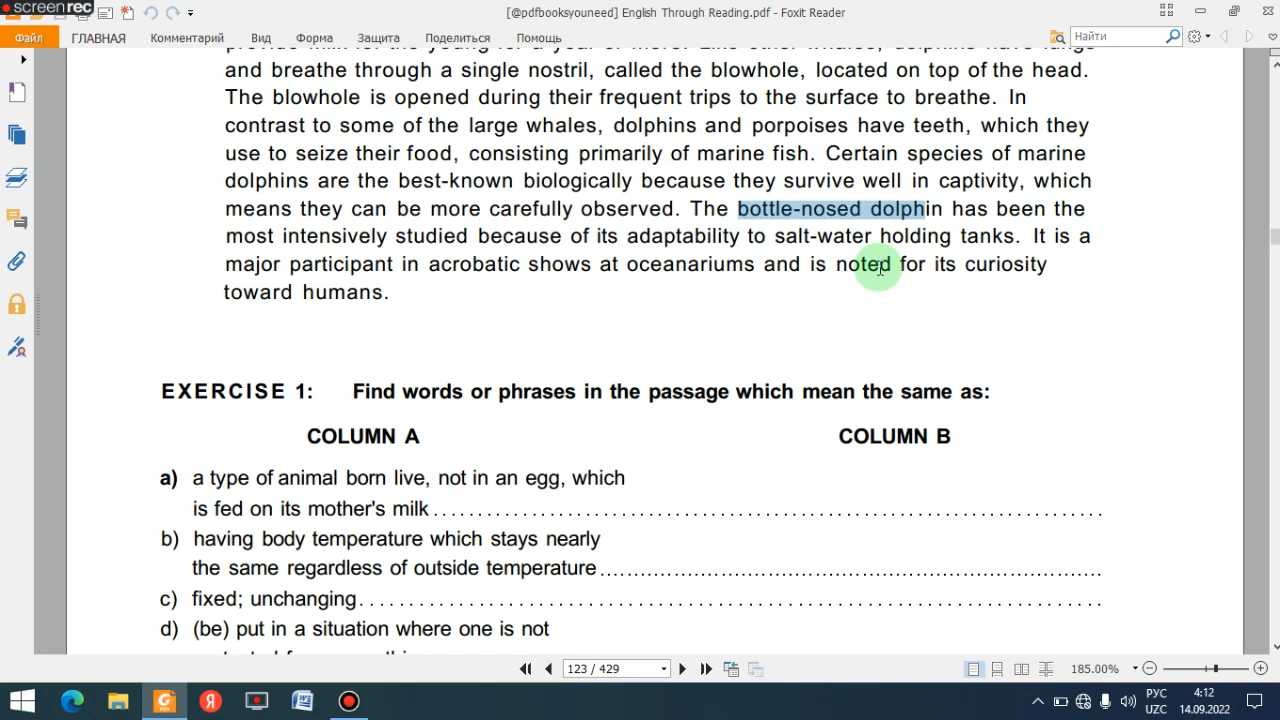 screenrec
[@pdfbooksyouneed] English Through Reading.pdf - Foxit Reader
Файл ГЛАВНАЯ Комментарий Вид Форма Защита Поделиться Помощь Найти
and breathe through a single nostril, called the blowhole, located on top of the head.
The blowhole is opened during their frequent trips to the surface to breathe. In
contrast to some of the large whales, dolphins and porpoises have teeth, which they
use to seize their food, consisting primarily of marine fish. Certain species of marine
dolphins are the best-known biologically because they survive well in captivity, which
means they can be more carefully observed. The bottle-nosed dolphin has been the
most intensively studied because of its adaptability to salt-water holding tanks. It is a
major participant in acrobatic shows at oceanariums and is noted for its curiosity
toward humans.
EXERCISE 1: Find words or phrases in the passage which mean the same as:
COLUMN A COLUMN B
a) a type of animal born live, not in an egg, which
is fed on its mother's milk
b) having body temperature which stays nearly
the same regardless of outside temperature
c) fixed; unchanging
d) (be) put in a situation where one is not
123 / 429 185.00%
РУС 4:12
UZC 14.09.2022